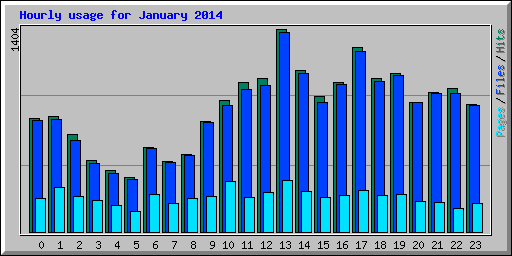 Hourly usage for January 2014
1404
Pages/Files/Hits
0 1 2 3 4 5 6 7 8 9 10 11 12 13 14 15 16 17 18 19 20 21 22 23